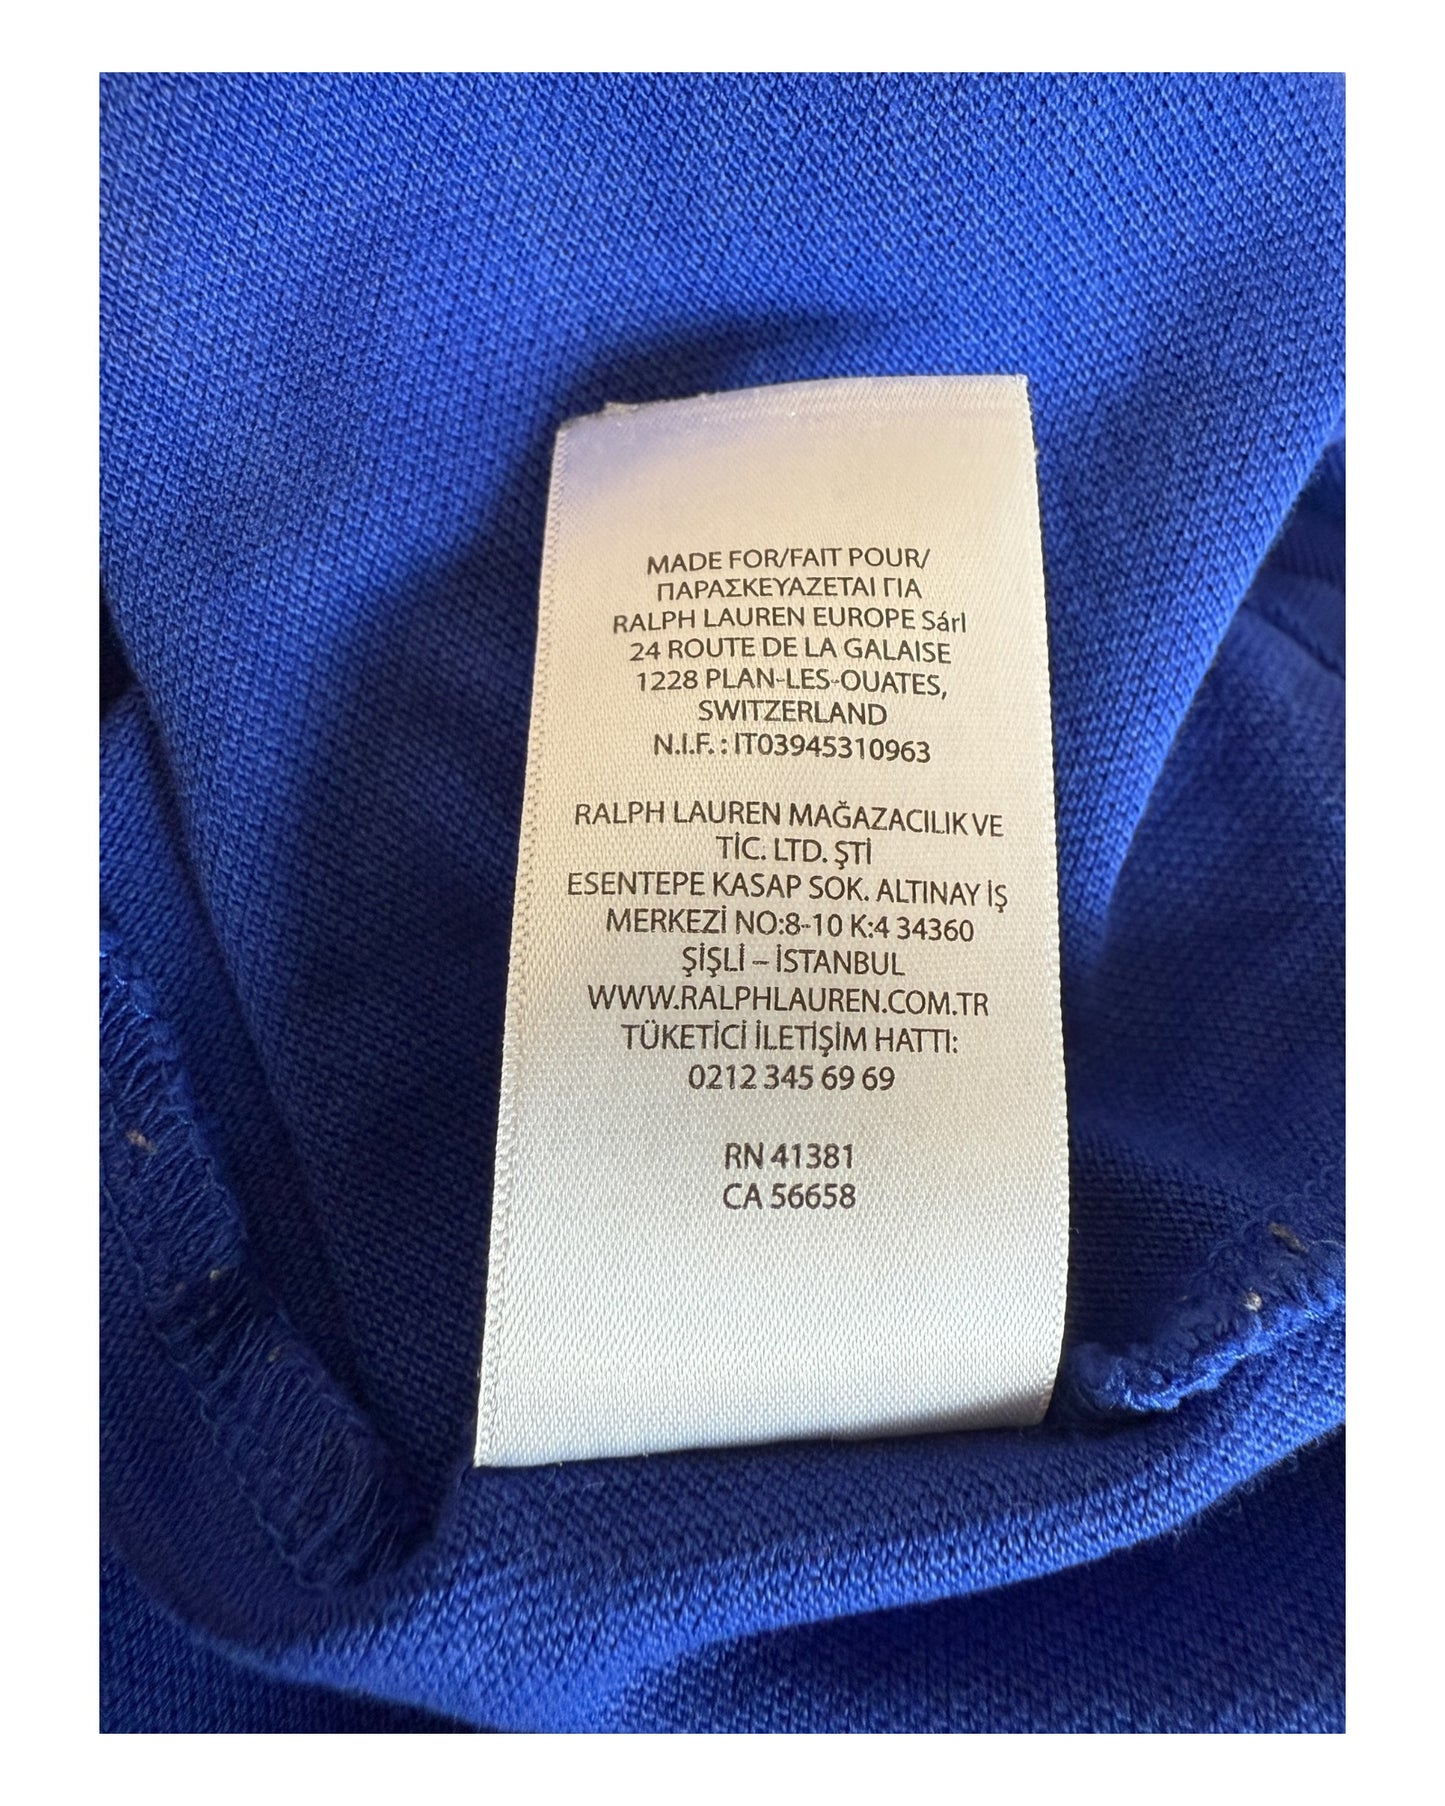 MADE FOR/FAIT POUR/
ΠΑΡΑΣΚΕΥΑΖΕΤΑΙ ΓΙΑ
RALPH LAUREN EUROPE Sárl
24 ROUTE DE LA GALAISE
1228 PLAN-LES-OUATES,
SWITZERLAND
N.I.F. : IT03945310963
RALPH LAUREN MAĞAZACILIK VE
TİC. LTD. ŞTİ
ESENTEPE KASAP SOK. ALTINAY İŞ
MERKEZİ NO:8-10 K:4 34360
ŞİŞLİ – İSTANBUL
WWW.RALPHLAUREN.COM.TR
TÜKETİCİ İLETİŞİM HATTI:
0212 345 69 69
RN 41381
CA 56658